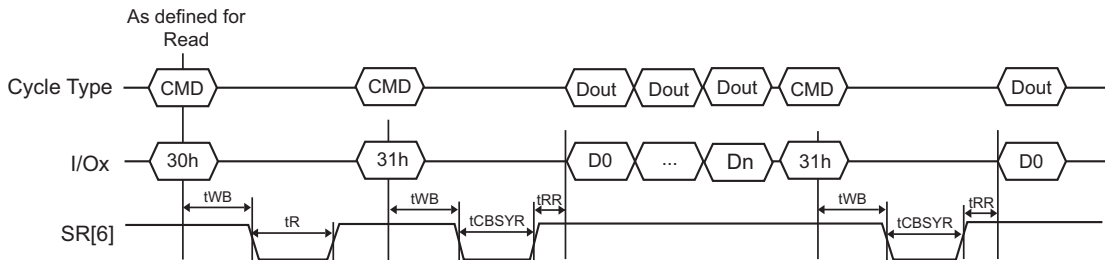 As defined for
Read
Cycle Type CMD CMD Dout Dout Dout CMD Dout
I/Ox 30h 31h D0 ... Dn 31h D0
tWB tR tWB tCBSYR tRR tWB tCBSYR tRR
SR[6]